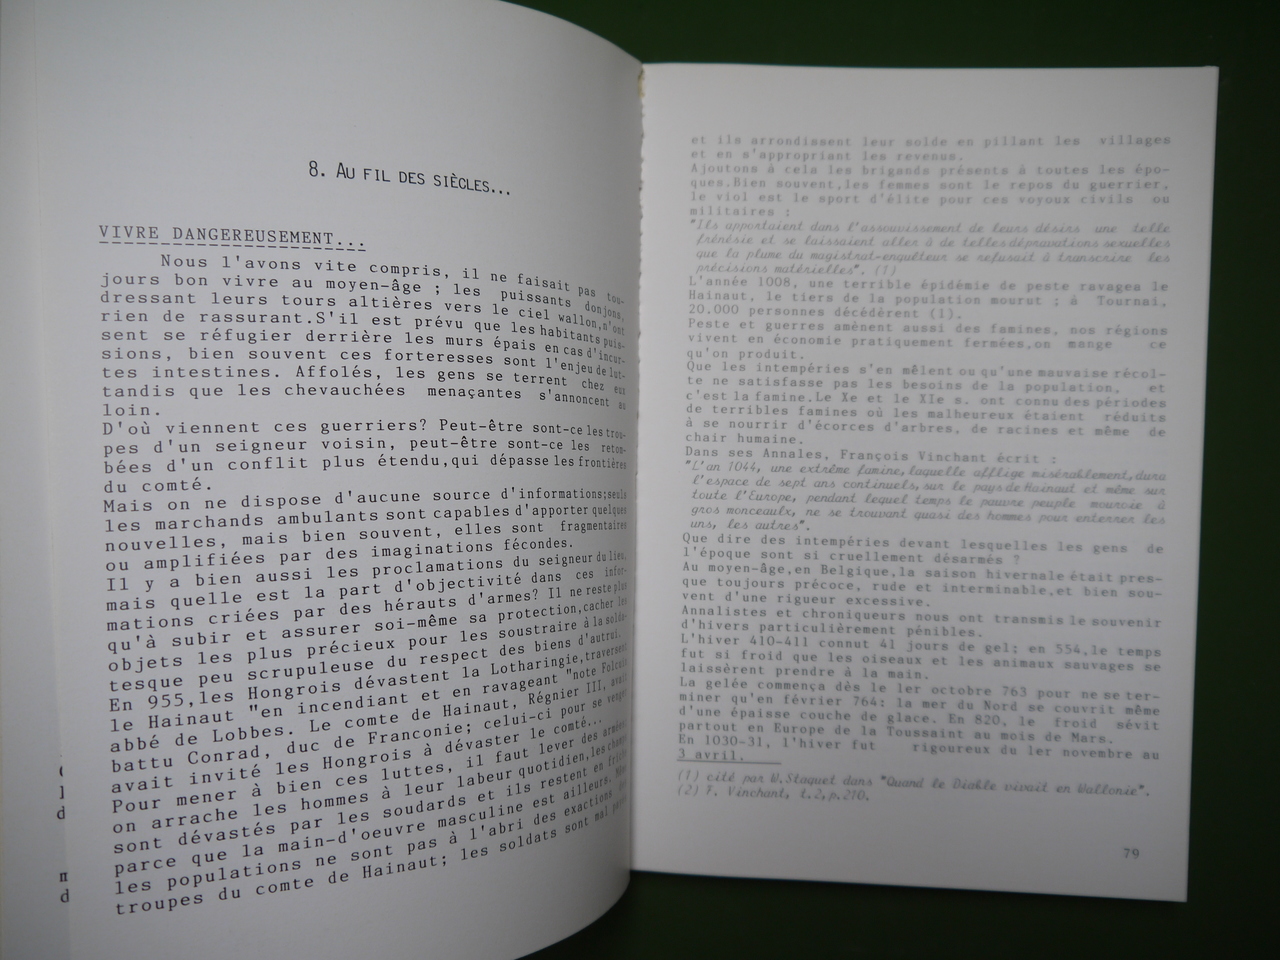 8. AU FIL DES SIÈCLES...
VIVRE DANGEREUSEMENT...
Nous l'avons vite compris, il ne faisait pas tou-
jours bon vivre au moyen-âge ; les puissants donjons,
dressant leurs tours altières vers le ciel wallon,n'ont
rien de rassurant.S'il est prévu que les habitants puis-
sent se réfugier derrière les murs épais en cas d'incur-
sions, bien souvent ces forteresses sont l'enjeu de lut-
tes intestines. Affolés, les gens se terrent chez eux
tandis que les chevauchées menaçantes s'annoncent au
loin.
D'où viennent ces guerriers? Peut-être sont-ce les trou-
pes d'un seigneur voisin, peut-être sont-ce les retom-
bées d'un conflit plus étendu,qui dépasse les frontières
du comté.
Mais on ne dispose d'aucune source d'informations;seuls
les marchands ambulants sont capables d'apporter quelques
nouvelles, mais bien souvent, elles sont fragmentaires
ou amplifiées par des imaginations fécondes.
Il y a bien aussi les proclamations du seigneur du lieu,
mais quelle est la part d'objectivité dans ces infor-
mations criées par des hérauts d'armes? Il ne reste plus
qu'à subir et assurer soi-même sa protection,cacher les
objets les plus précieux pour les soustraire à la solda-
tesque peu scrupuleuse du respect des biens d'autrui.
En 955,les Hongrois dévastent la Lotharingie,traversent
le Hainaut "en incendiant et en ravageant "note Folcuin
abbé de Lobbes. Le comte de Hainaut, Régnier III, avait
battu Conrad, duc de Franconie; celui-ci pour se venger
avait invité les Hongrois à dévaster le comté...
Pour mener à bien ces luttes, il faut lever des armées,
on arrache les hommes à leur labeur quotidien,les champs
sont dévastés par les soudards et ils restent en friche
parce que la main-d'oeuvre masculine est ailleurs. Même
les populations ne sont pas à l'abri des exactions des
troupes du comte de Hainaut; les soldats sont mal payés
et ils arrondissent leur solde en pillant les villages
et en s'appropriant les revenus.
Ajoutons à cela les brigands présents à toutes les épo-
ques.Bien souvent,les femmes sont le repos du guerrier,
le viol est le sport d'élite pour ces voyoux civils ou
militaires :
"Ils apportaient dans l'assouvissement de leurs désirs une telle
frénésie et se laissaient aller à de telles dépravations sexuelles
que la plume du magistrat-enquêteur se refusait à transcrire les
précisions matérielles". (1)
L'année 1008, une terrible épidémie de peste ravagea le
Hainaut, le tiers de la population mourut ; à Tournai,
20.000 personnes décédèrent (1).
Peste et guerres amènent aussi des famines, nos régions
vivent en économie pratiquement fermées,on mange ce
qu'on produit.
Que les intempéries s'en mêlent ou qu'une mauvaise récol-
te ne satisfasse pas les besoins de la population, et
c'est la famine.Le Xe et le XIe s. ont connu des périodes
de terribles famines où les malheureux étaient réduits
à se nourrir d'écorces d'arbres, de racines et même de
chair humaine.
Dans ses Annales, François Vinchant écrit :
"L'an 1044, une extrême famine, laquelle afflige misérablement, dura
l'espace de sept ans continuels, sur le pays de Hainaut et même sur
toute l'Europe, pendant lequel temps le pauvre peuple mouroie à
gros monceaulx, ne se trouvant quasi des hommes pour enterrer les
uns, les autres".
Que dire des intempéries devant lesquelles les gens de
l'époque sont si cruellement désarmés ?
Au moyen-âge,en Belgique,la saison hivernale était pres-
que toujours précoce, rude et interminable,et bien sou-
vent d'une rigueur excessive.
Annalistes et chroniqueurs nous ont transmis le souvenir
d'hivers particulièrement pénibles.
L'hiver 410-411 connut 41 jours de gel; en 554,le temps
fut si froid que les oiseaux et les animaux sauvages se
laissèrent prendre à la main.
La gelée commença dès le 1er octobre 763 pour ne se ter-
miner qu'en février 764: la mer du Nord se couvrit même
d'une épaisse couche de glace. En 820, le froid sévit
partout en Europe de la Toussaint au mois de Mars.
En 1030-31, l'hiver fut rigoureux du 1er novembre au
3 avril.
(1) cité par W.Staquet dans "Quand le Diable vivait en Wallonie".
(2) F. Vinchant, t.2,p.210.
79